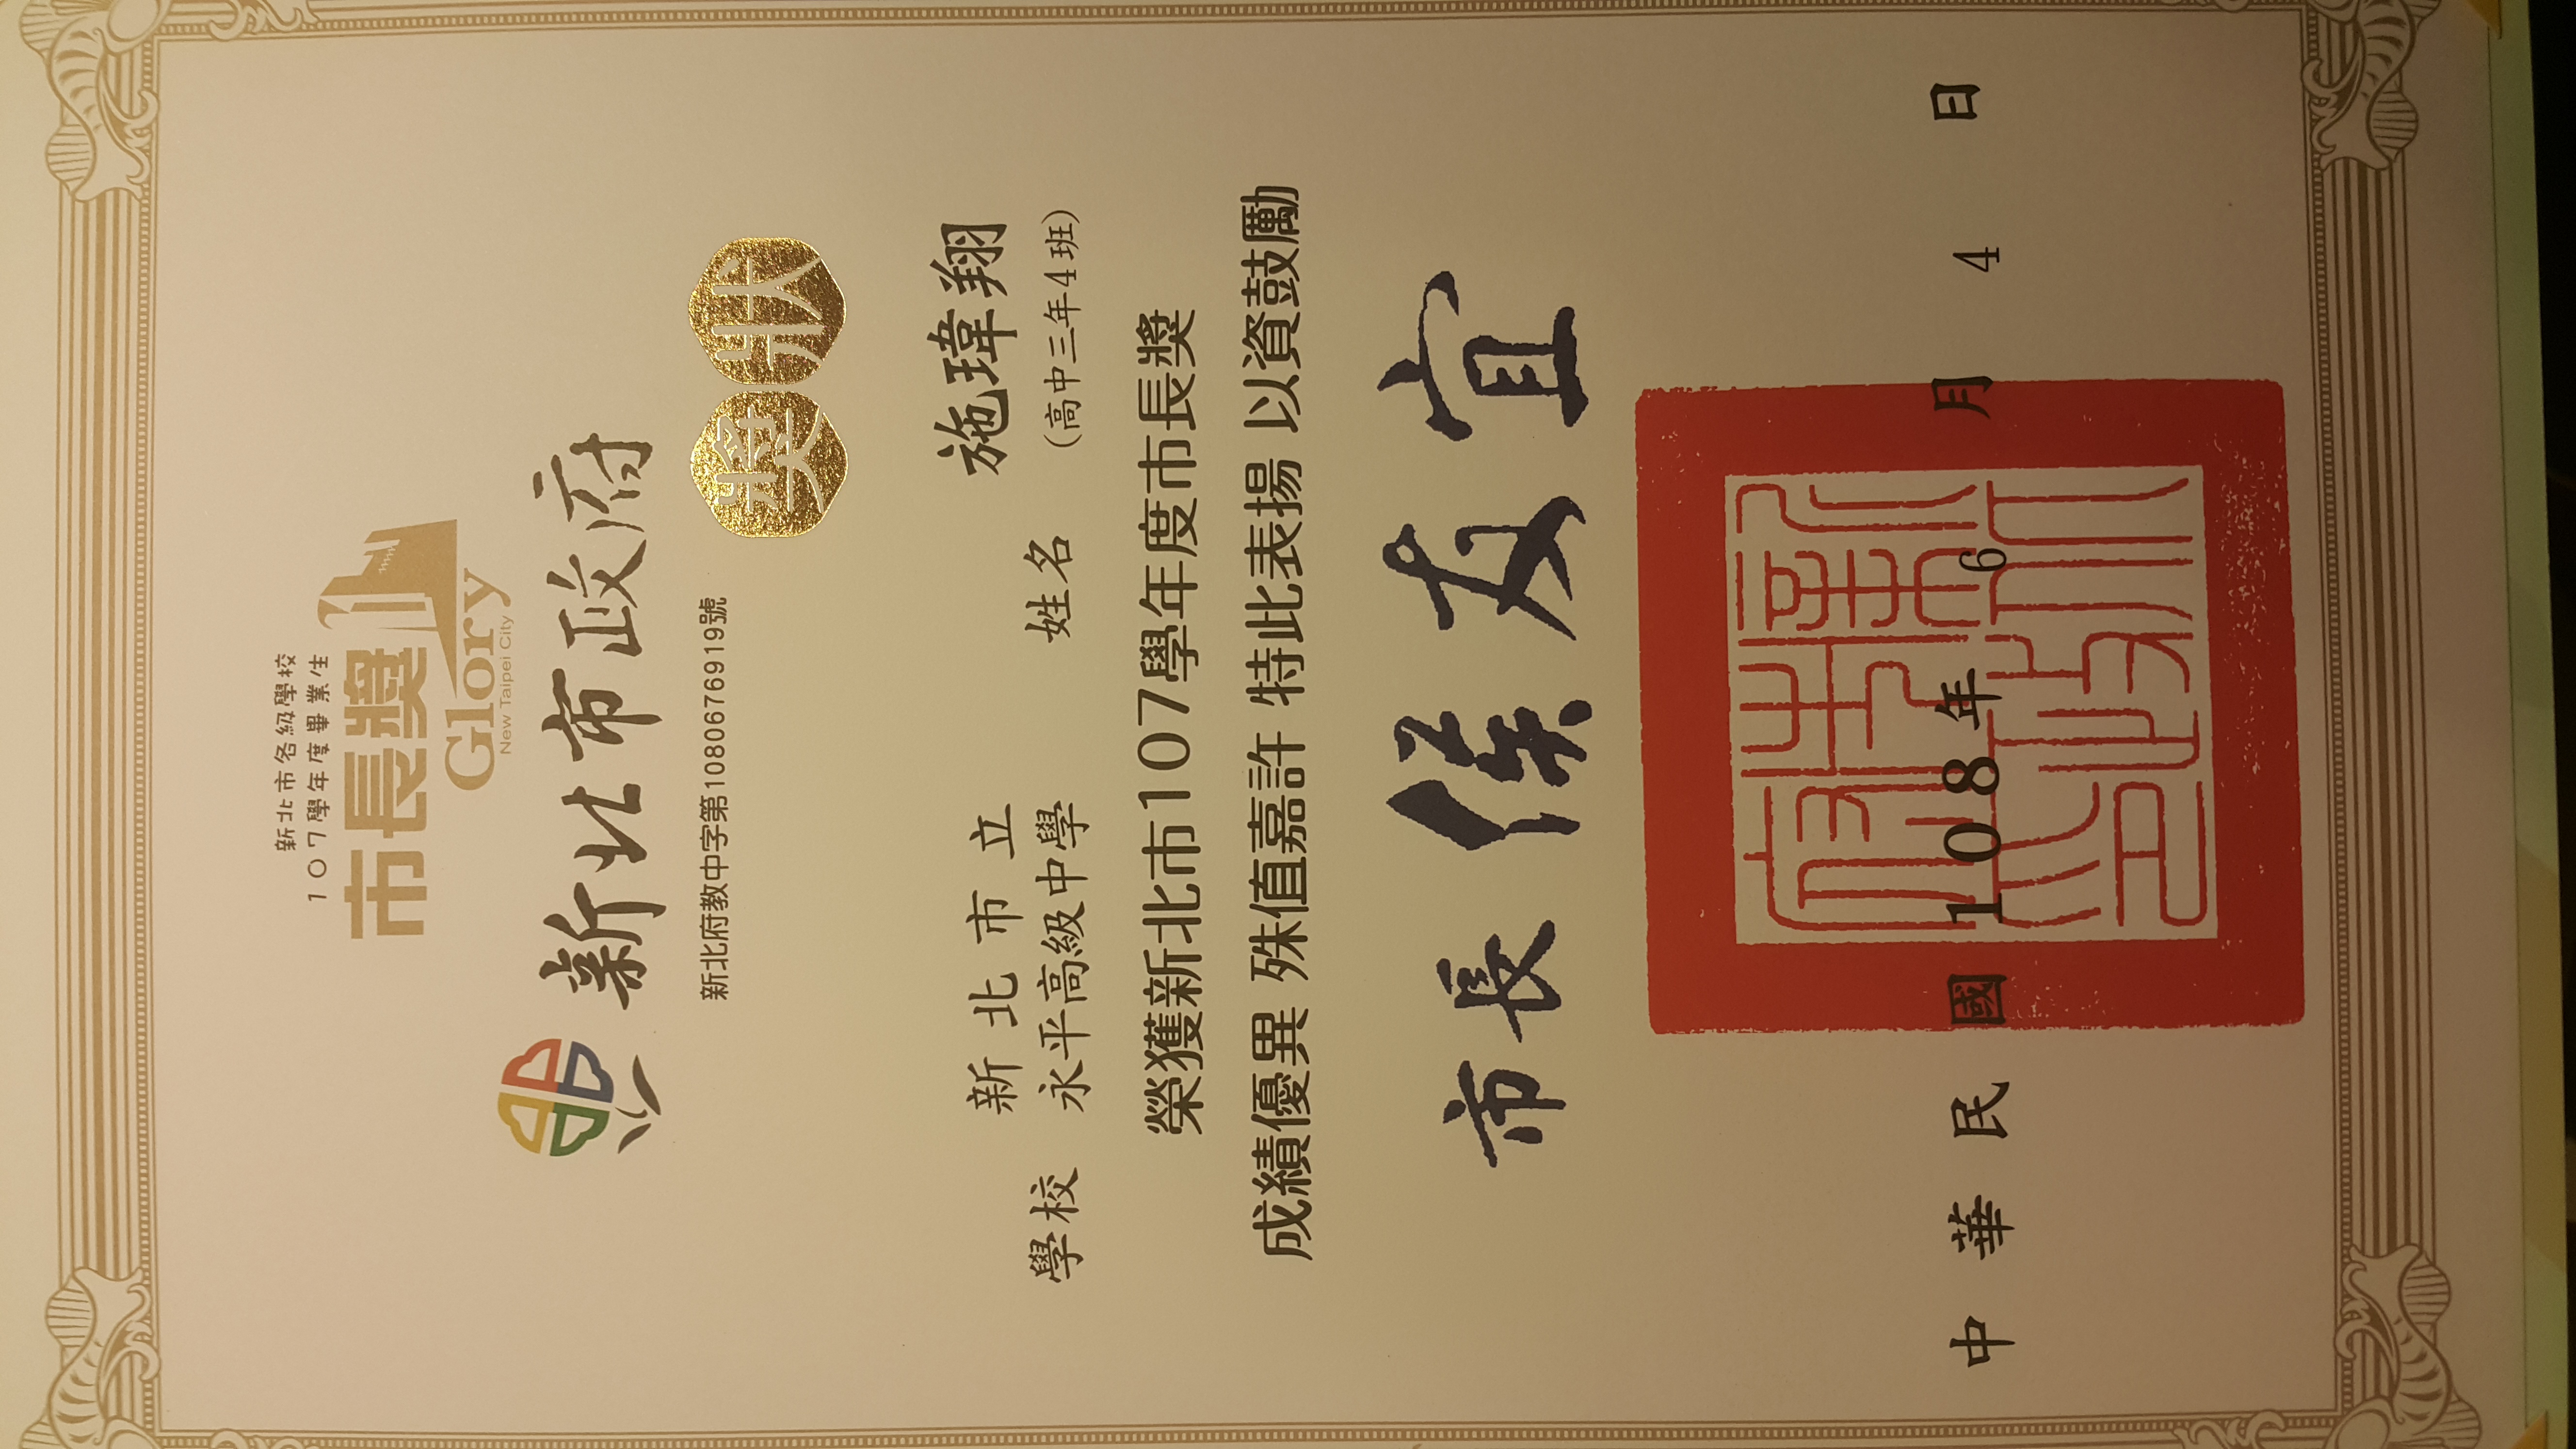 新北市各級學校
107學年度畢業生
市長獎
Glory
New Taipei City
新北市政府
新北府教中字第1080676919號
獎狀
學校 新北市立永平高級中學
姓名 施瑋翔
(高中三年4班)
榮獲新北市107學年度市長獎
成績優異 殊值嘉許 特此表揚 以資鼓勵
市長 侯友宜
新北市政府印
中華民國108年6月4日